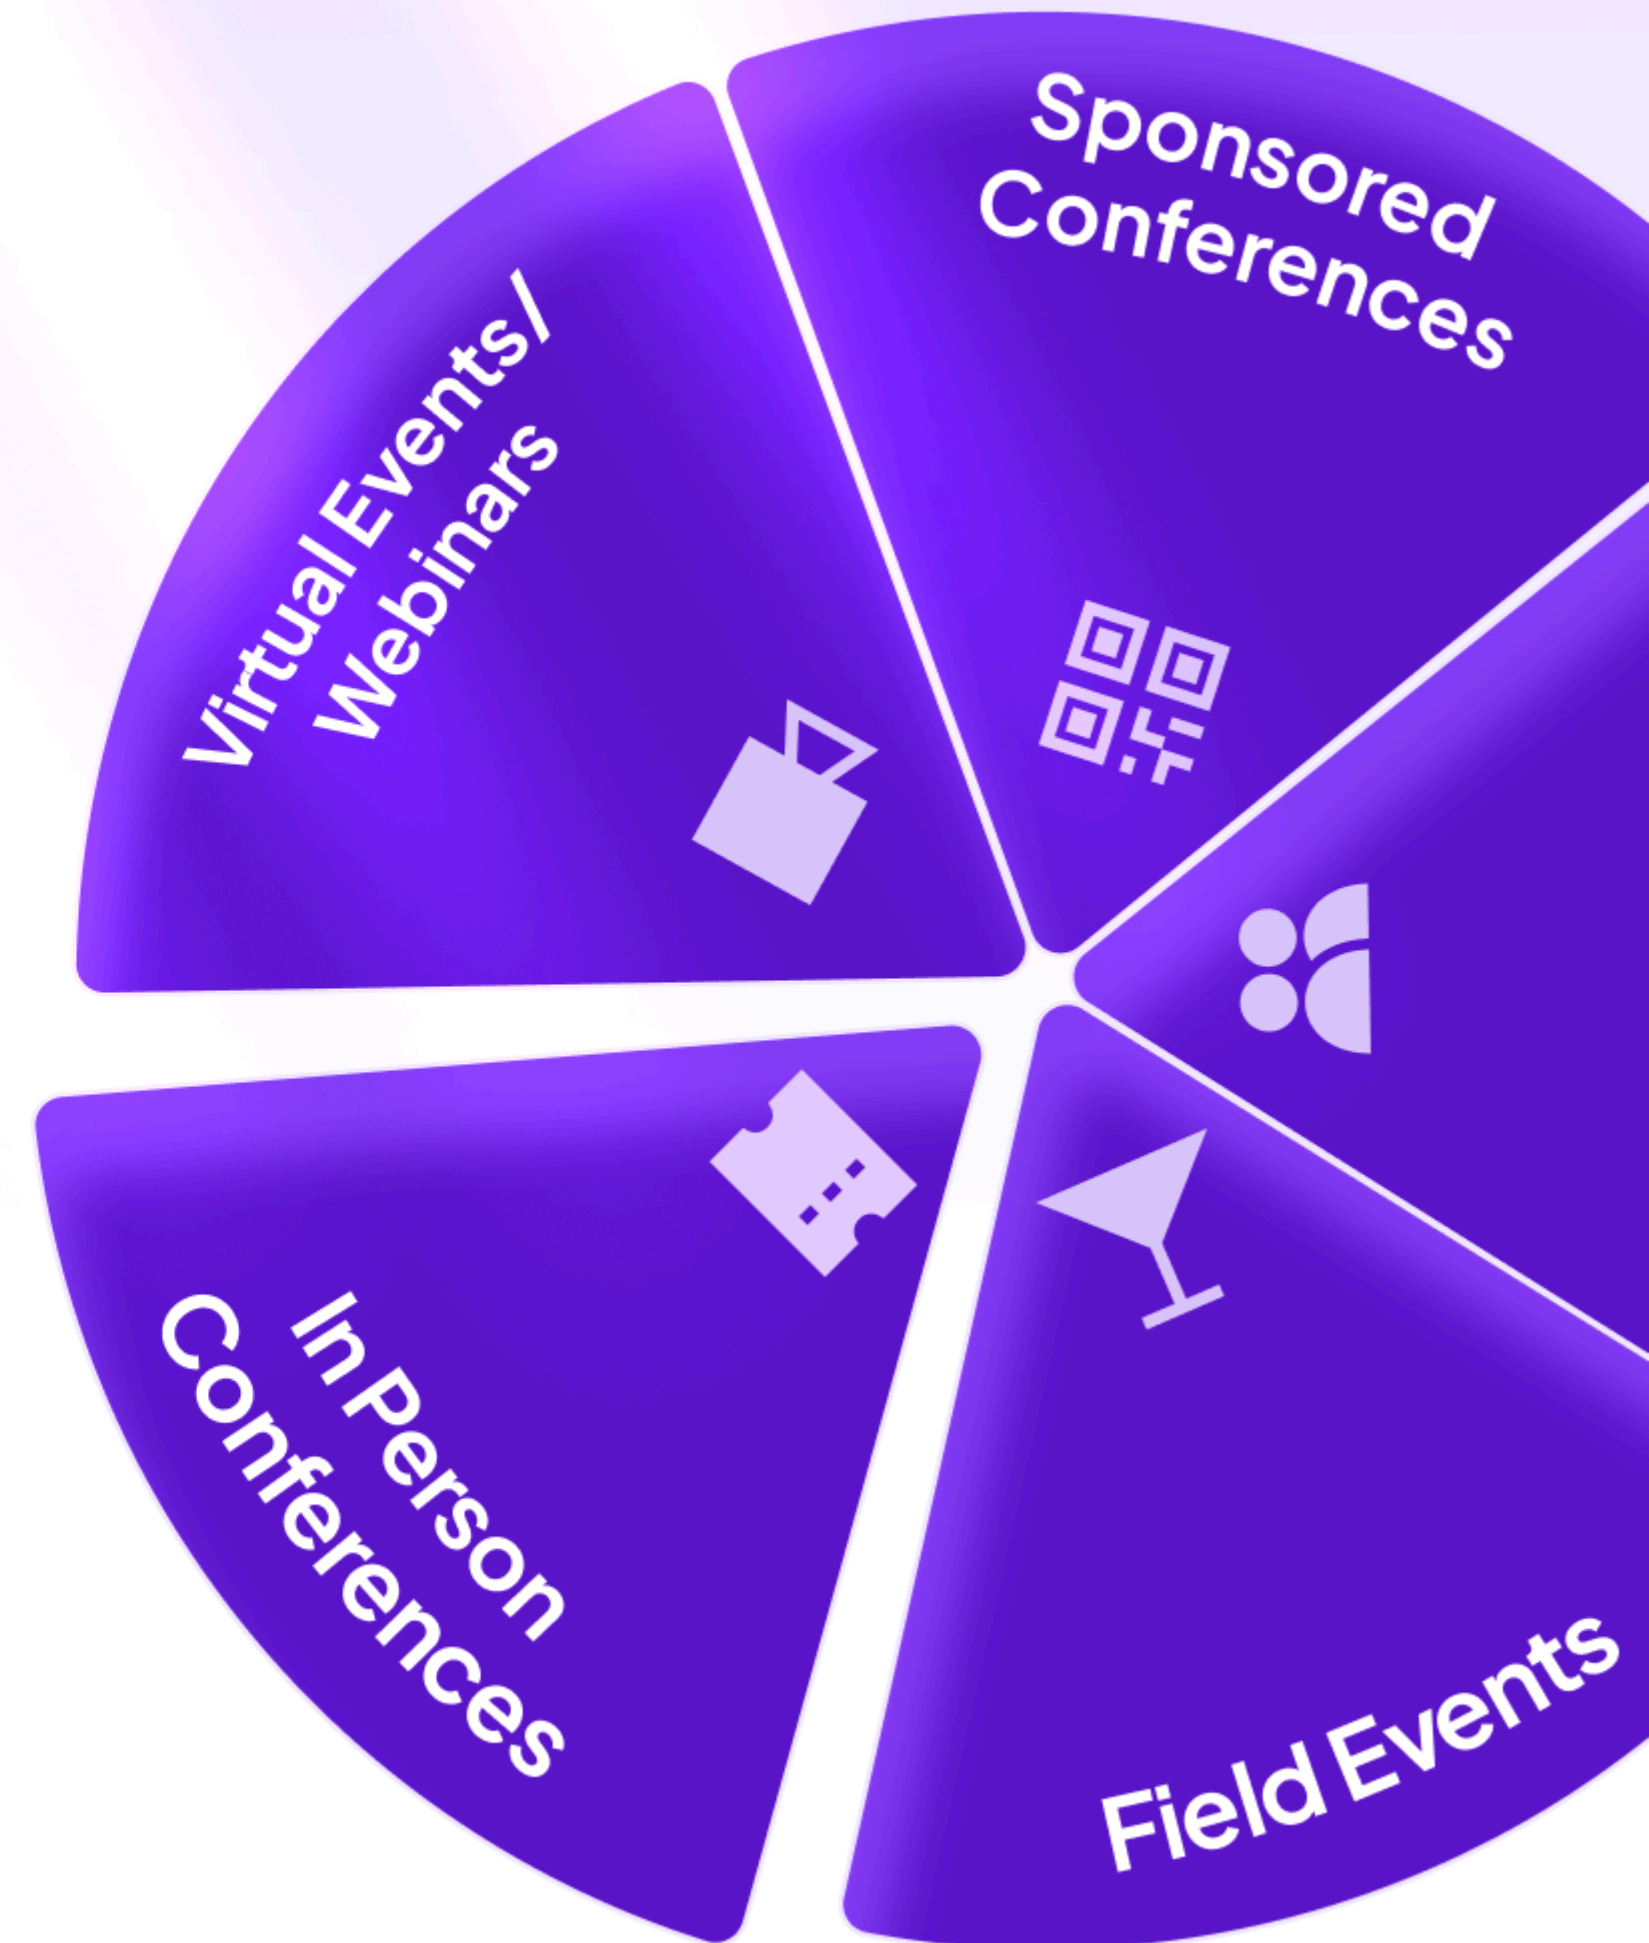 Sponsored
Conferences
Virtual Events/
Webinars
In Person
Conferences
Field Events